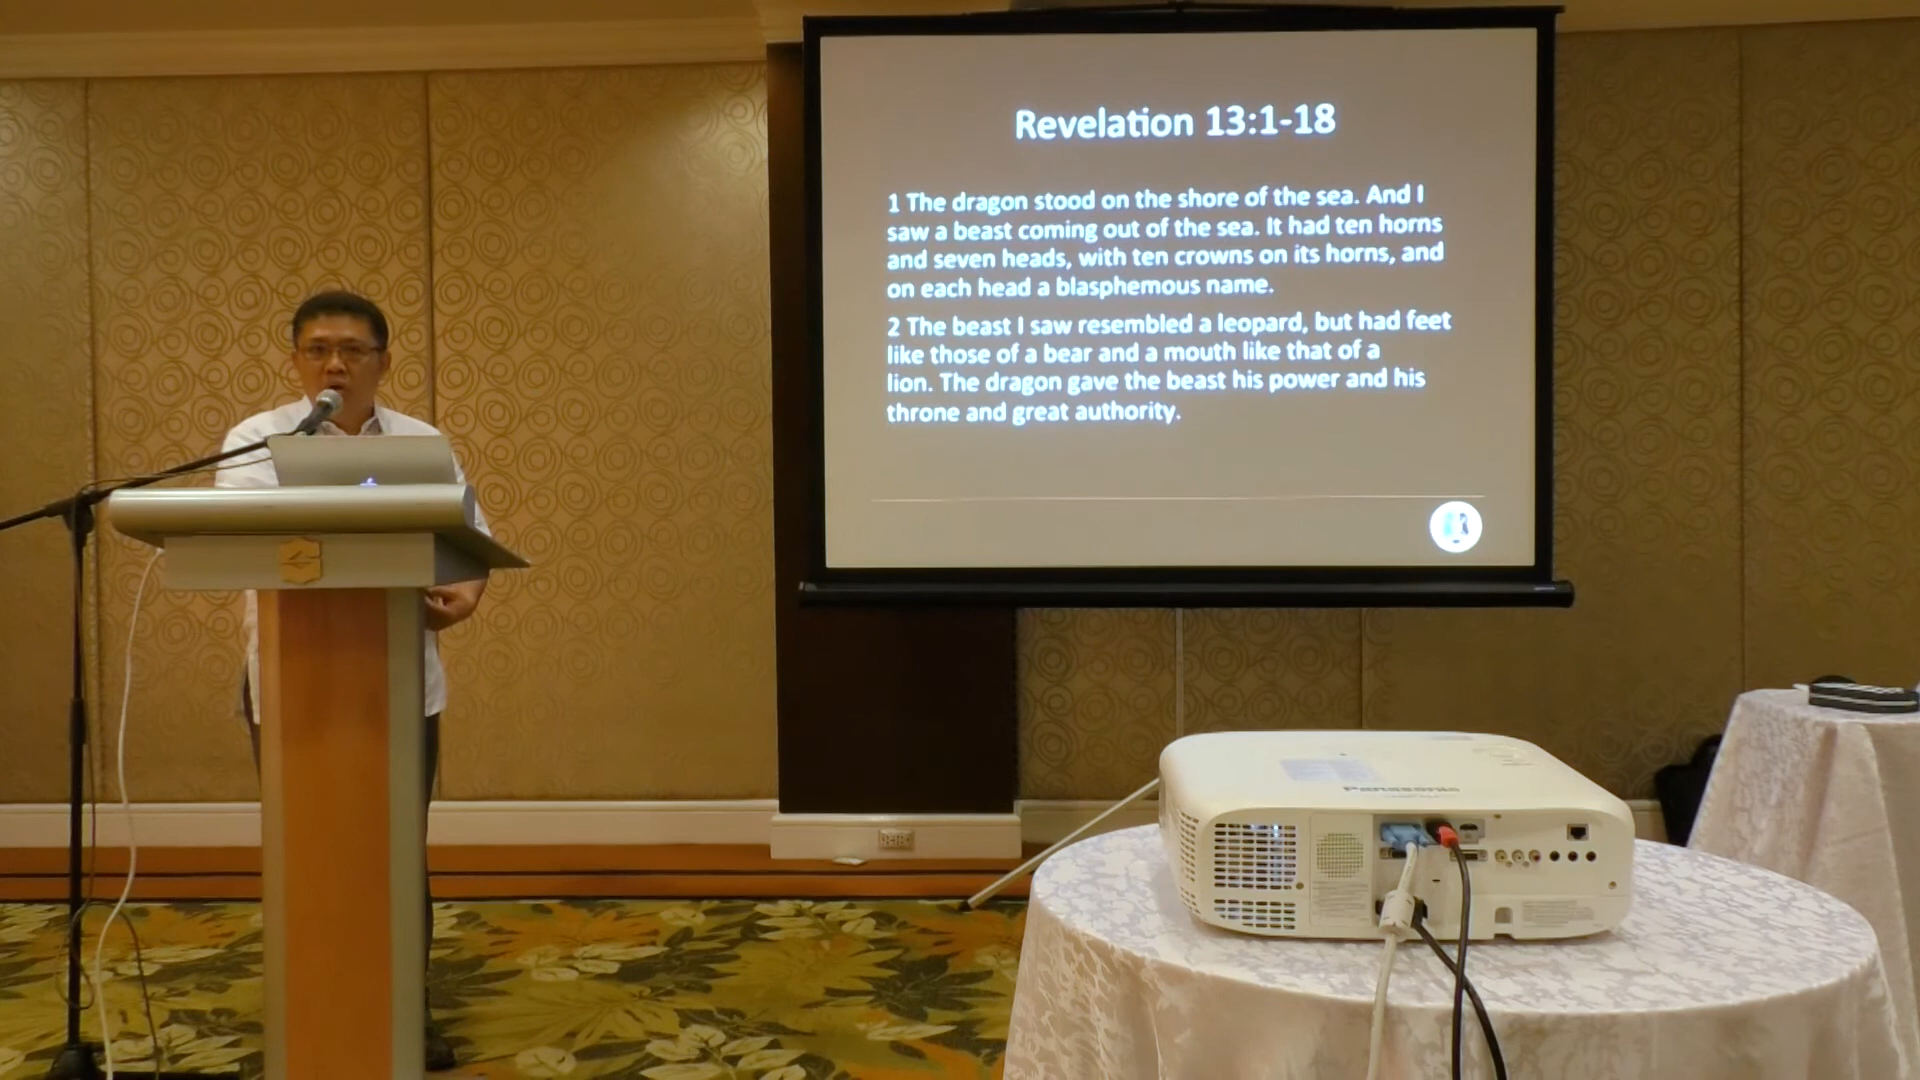 Revelation 13:1-18
1 The dragon stood on the shore of the sea. And I
saw a beast coming out of the sea. It had ten horns
and seven heads, with ten crowns on its horns, and
on each head a blasphemous name.
2 The beast I saw resembled a leopard, but had feet
like those of a bear and a mouth like that of a
lion. The dragon gave the beast his power and his
throne and great authority.
Panasonic